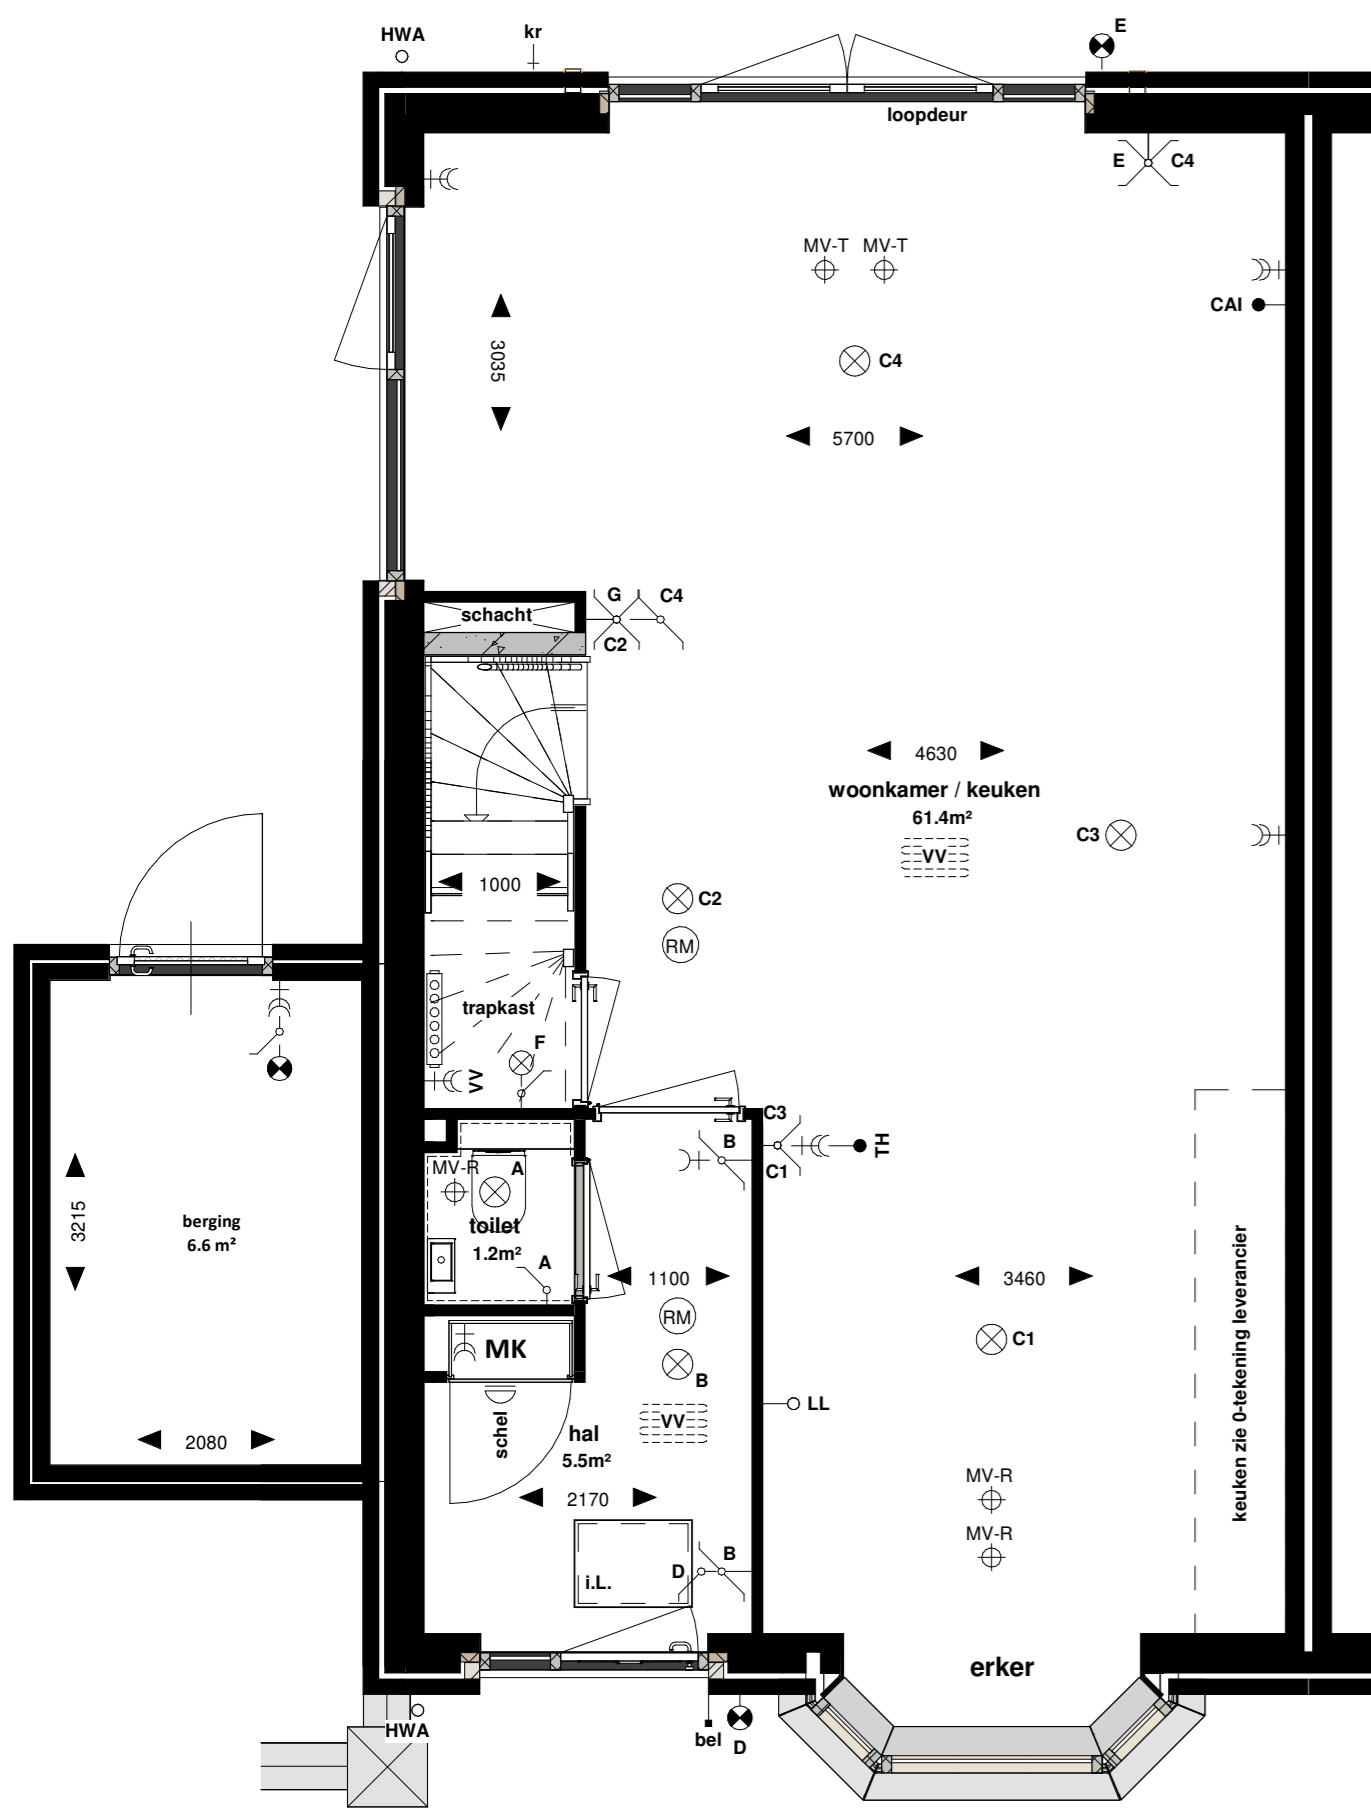 HWA
kr
E
loopdeur
E
C4
MV-T
MV-T
CAI
3035
C4
5700
schacht
G
C4
C2
4630
woonkamer / keuken
61.4m²
VV
C3
1000
C2
RM
trapkast
F
VV
C3
B
C1
TH
MV-R
A
toilet
1.2m²
A
3215
berging
6.6 m²
1100
3460
RM
C1
keuken zie 0-tekening leverancier
MK
B
schel
VV
LL
hal
5.5m²
2080
2170
MV-R
MV-R
i.L.
D
B
erker
HWA
bel
D